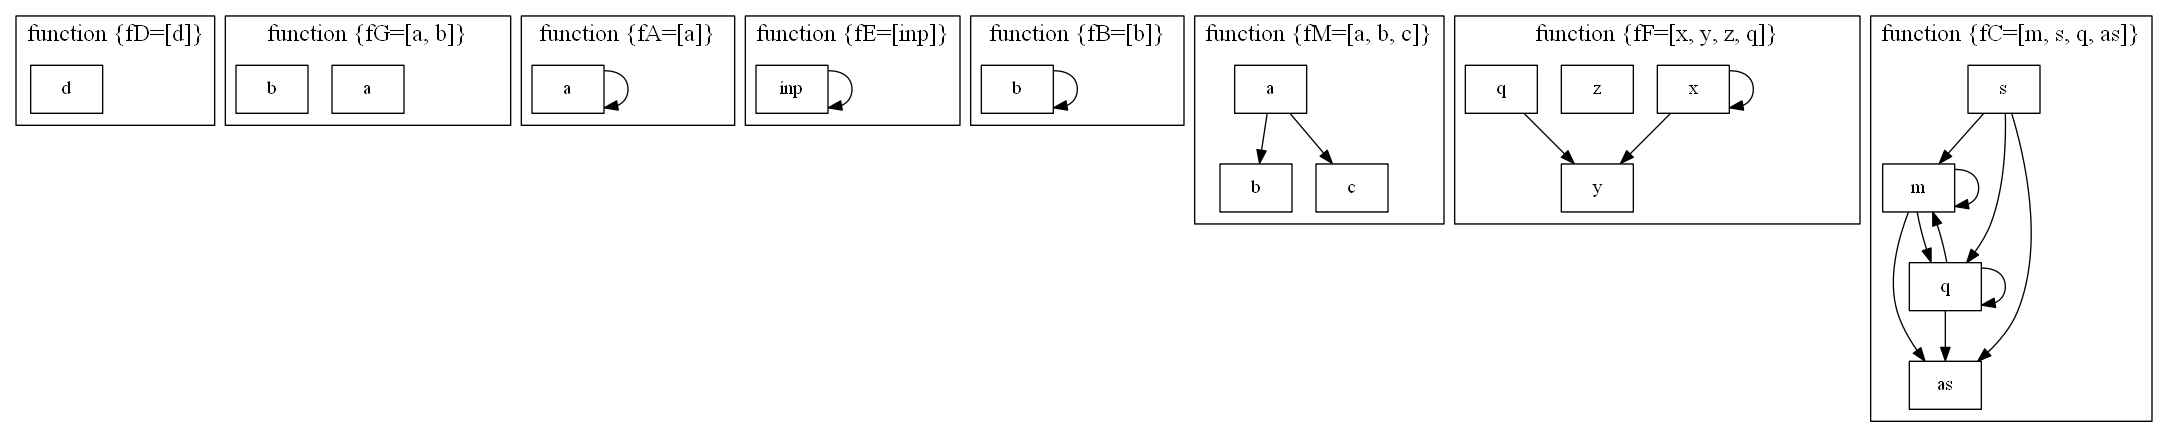 function {fD=[d]}
d
function {fG=[a, b]}
b
a
function {fA=[a]}
a
function {fE=[inp]}
inp
function {fB=[b]}
b
function {fM=[a, b, c]}
a
b
c
function {fF=[x, y, z, q]}
q
z
x
y
function {fC=[m, s, q, as]}
s
m
q
as